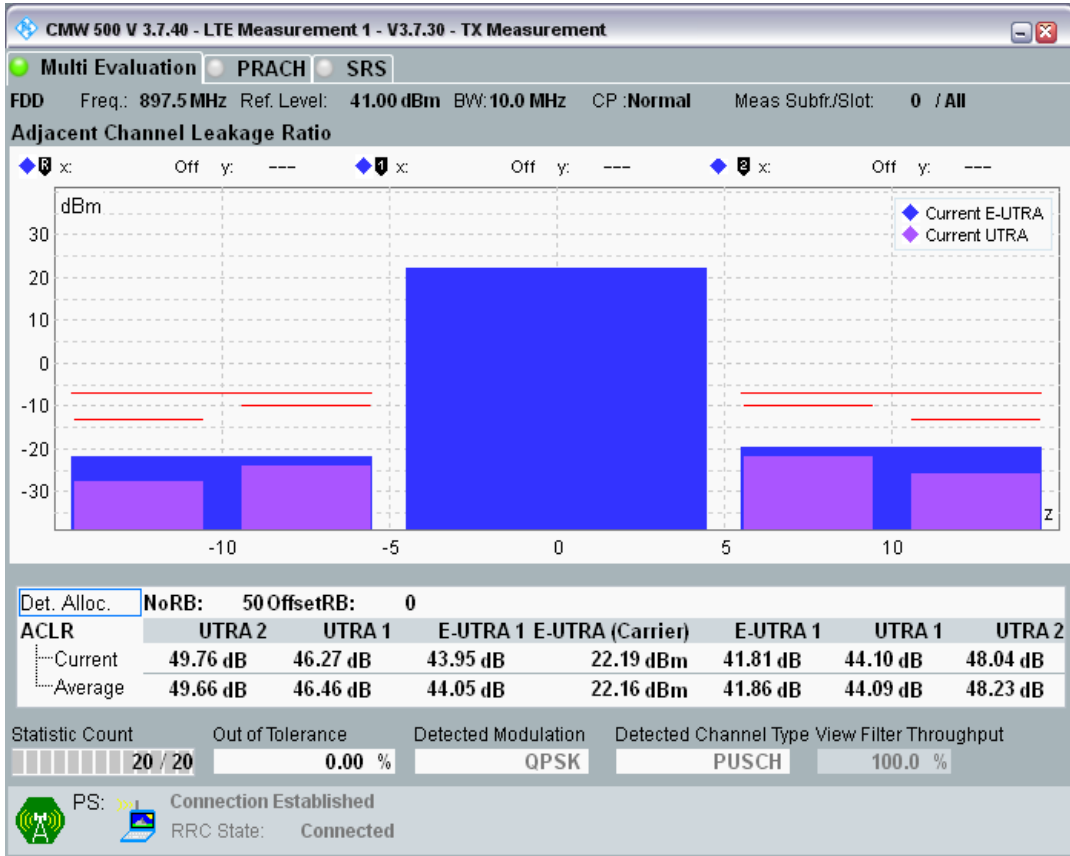 CMW 500 V 3.7.40 - LTE Measurement 1 - V3.7.30 - TX Measurement
Multi Evaluation PRACH SRS
FDD Freq.: 897.5 MHz Ref. Level: 41.00 dBm BW: 10.0 MHz CP :Normal Meas Subfr./Slot: 0 / All
Adjacent Channel Leakage Ratio
R x: Off y: --- 1 x: Off y: --- 2 x: Off y: ---
dBm
Current E-UTRA
Current UTRA
30
20
10
0
-10
-20
-30
z
-10 -5 0 5 10
Det. Alloc. NoRB: 50 OffsetRB: 0
ACLR UTRA 2 UTRA 1 E-UTRA 1 E-UTRA (Carrier) E-UTRA 1 UTRA 1 UTRA 2
Current 49.76 dB 46.27 dB 43.95 dB 22.19 dBm 41.81 dB 44.10 dB 48.04 dB
Average 49.66 dB 46.46 dB 44.05 dB 22.16 dBm 41.86 dB 44.09 dB 48.23 dB
Statistic Count Out of Tolerance Detected Modulation Detected Channel Type View Filter Throughput
20 / 20 0.00 % QPSK PUSCH 100.0 %
PS: Connection Established
RRC State: Connected